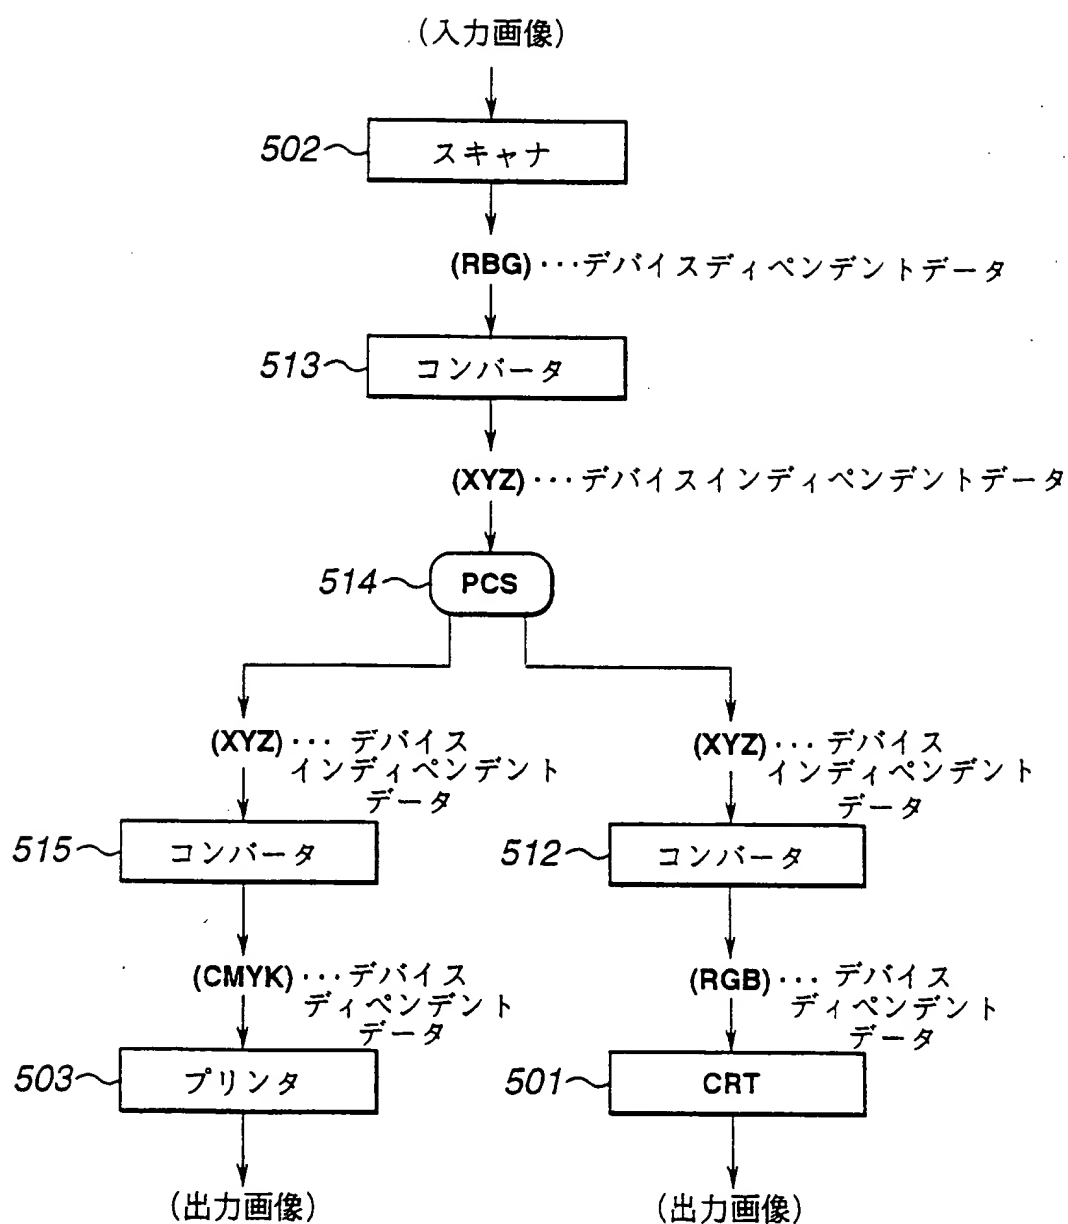 (入力画像)
502 スキャナ
(RBG)···デバイスディペンデントデータ
513 コンバータ
(XYZ)···デバイスインディペンデントデータ
514 PCS
(XYZ)··· デバイス
インディペンデント
データ
(XYZ)··· デバイス
インディペンデント
データ
515 コンバータ
512 コンバータ
(CMYK)···デバイス
ディペンデント
データ
(RGB)··· デバイス
ディペンデント
データ
503 プリンタ
501 CRT
(出力画像)
(出力画像)